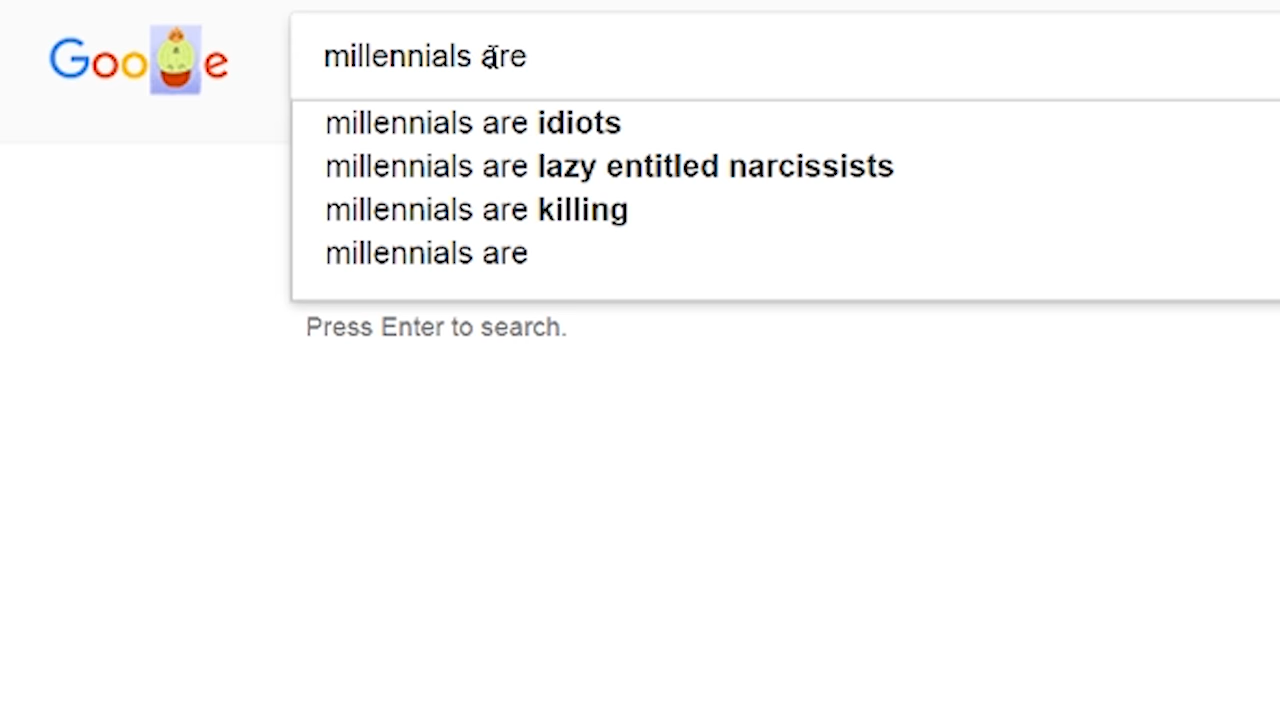 Google
millennials are
millennials are idiots
millennials are lazy entitled narcissists
millennials are killing
millennials are
Press Enter to search.